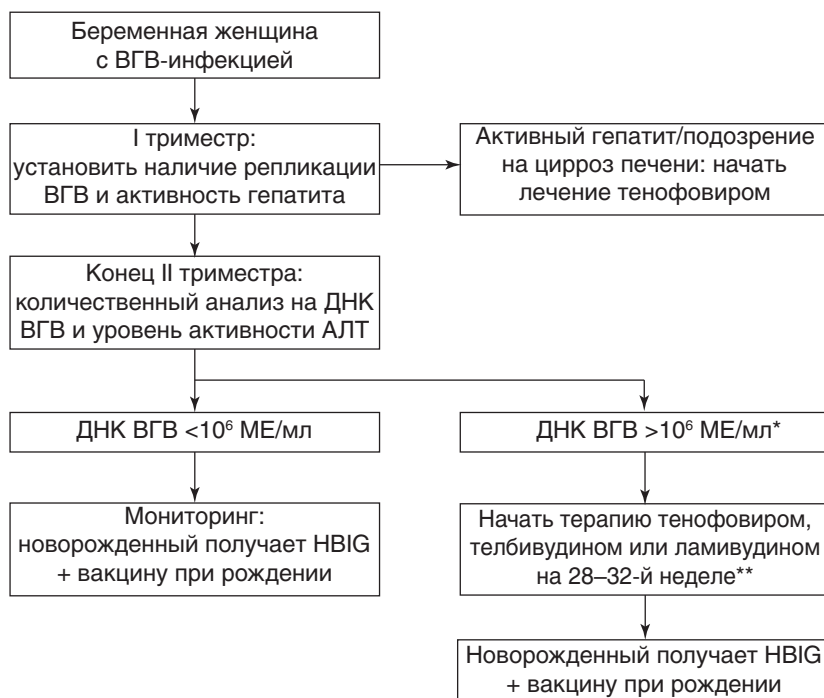 Беременная женщина
с ВГВ-инфекцией
I триместр:
установить наличие репликации
ВГВ и активность гепатита
Активный гепатит/подозрение
на цирроз печени: начать
лечение тенофовиром
Конец II триместра:
количественный анализ на ДНК
ВГВ и уровень активности АЛТ
ДНК ВГВ <10⁶ МЕ/мл
ДНК ВГВ >10⁶ МЕ/мл*
Мониторинг:
новорожденный получает HBIG
+ вакцину при рождении
Начать терапию тенофовиром,
телбивудином или ламивудином
на 28–32-й неделе**
Новорожденный получает HBIG
+ вакцину при рождении